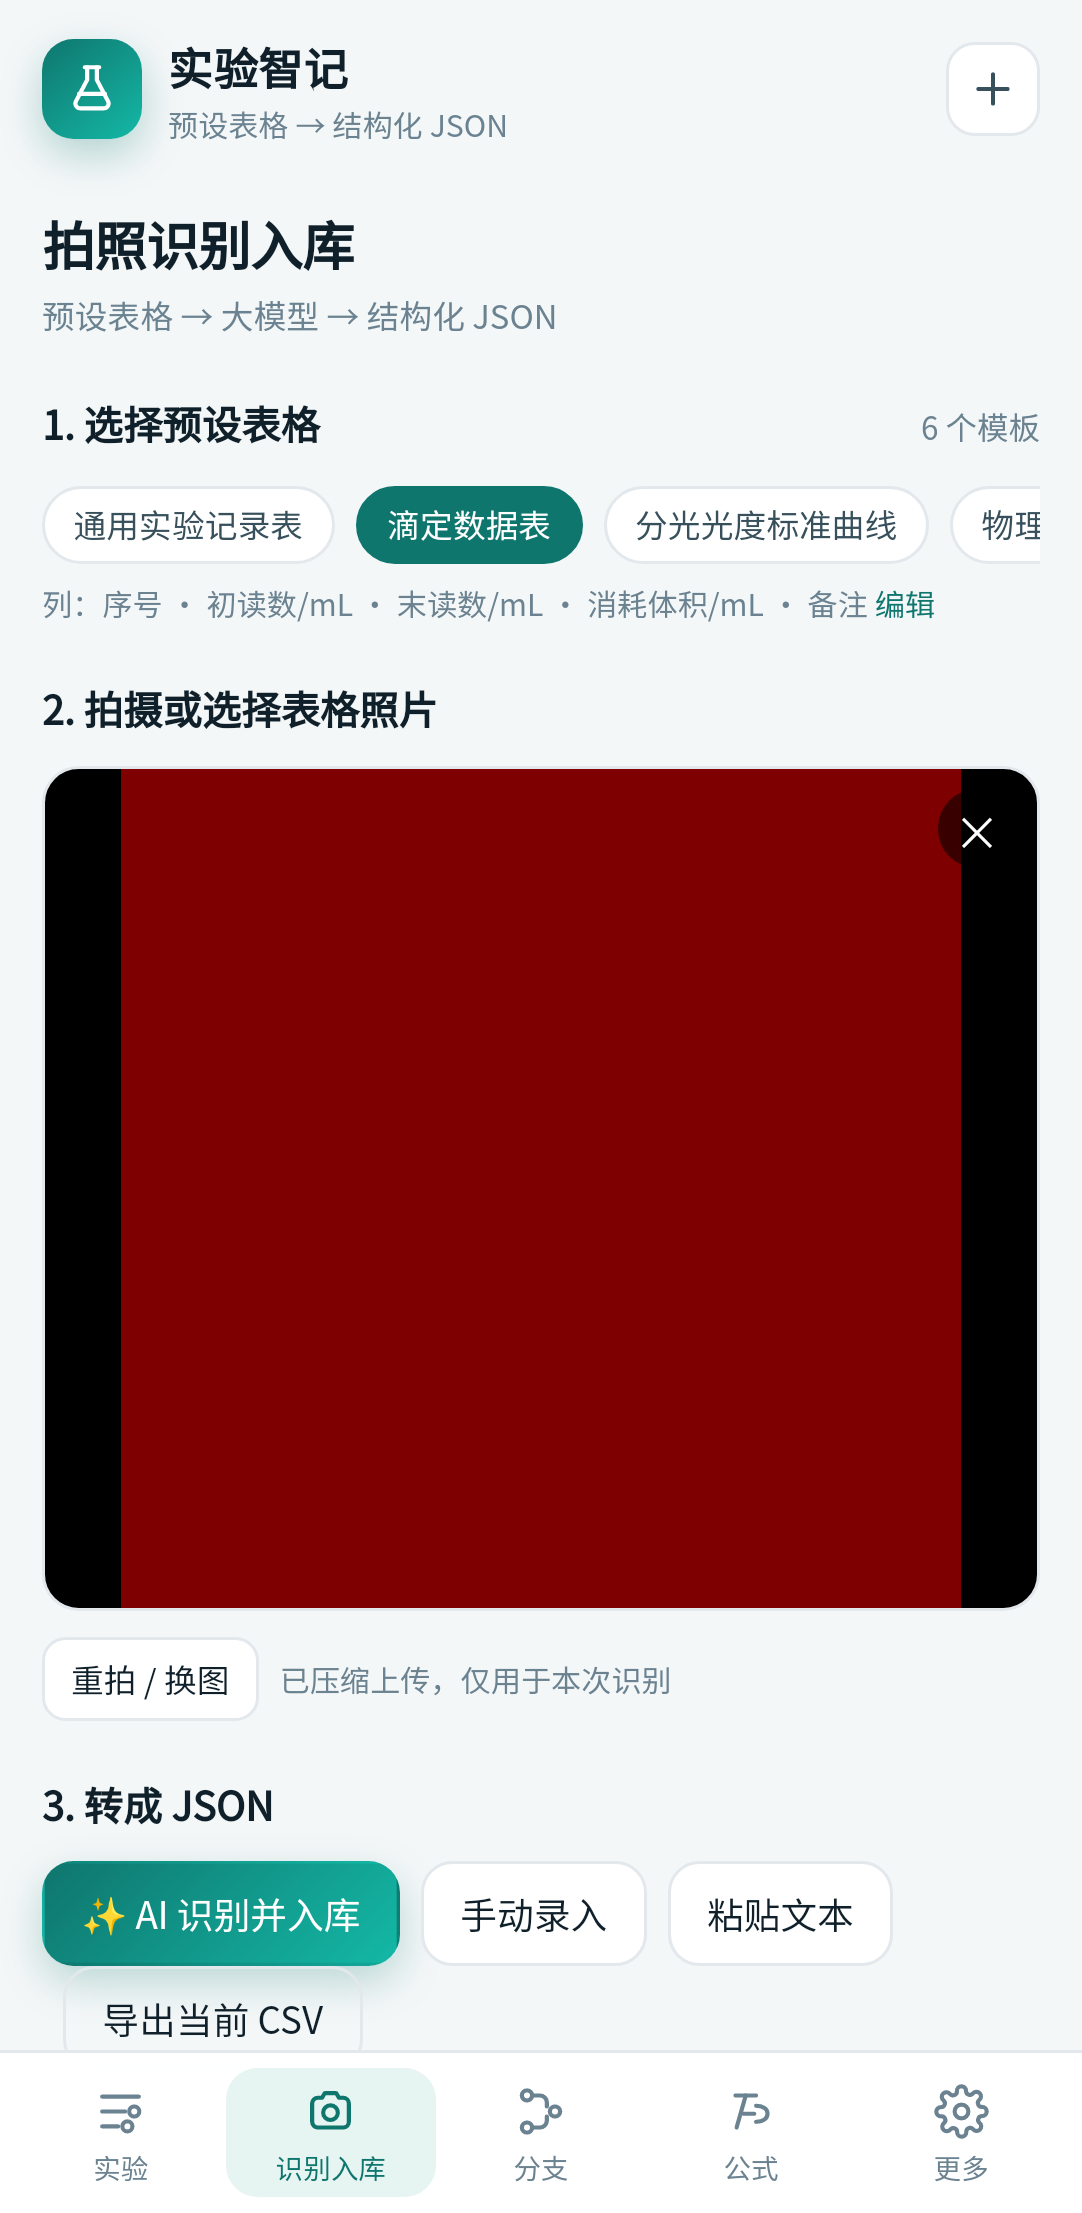 实验智记
预设表格 → 结构化 JSON
拍照识别入库
预设表格 → 大模型 → 结构化 JSON
1. 选择预设表格
6 个模板
通用实验记录表
滴定数据表
分光光度标准曲线
物理
列：序号 · 初读数/mL · 末读数/mL · 消耗体积/mL · 备注 编辑
2. 拍摄或选择表格照片
重拍 / 换图
已压缩上传，仅用于本次识别
3. 转成 JSON
✨ AI 识别并入库
手动录入
粘贴文本
导出当前 CSV
实验
识别入库
分支
公式
更多